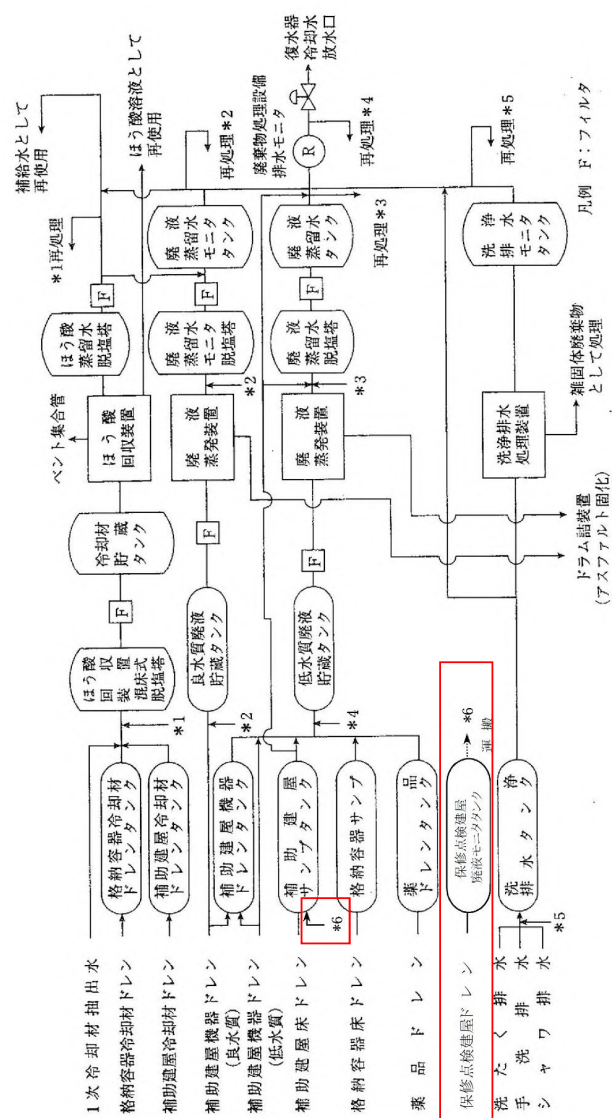 1次冷却材抽出水
格納容器冷却材ドレン
補助建屋冷却材ドレン
補助建屋機器ドレン
(良水質)
補助建屋機器ドレン
(低水質)
補助建屋床ドレン
格納容器床ドレン
薬品ドレン
保修点検建屋ドレン
洗たく排水
手洗排水
シャワ排水
格納容器冷却材
ドレンタンク
補助建屋冷却材
ドレンタンク
補助建屋機器
ドレンタンク
補助建屋
サンプタンク
*6
格納容器サンプ
薬品
ドレンタンク
保修点検建屋
廃液モニタタンク
*6
運搬
洗浄
排水タンク
*5
*1
*2
*4
ほう酸
回収
装置
混床式
脱塩塔
良水質廃液
貯蔵タンク
低水質廃液
貯蔵タンク
F
F
F
冷却材
貯蔵
タンク
ベント集合管
ほう酸
回収装置
廃液
蒸発装置
廃液
蒸発装置
洗浄排水
処理装置
雑固体廃棄物
として処理
ドラム詰装置
(アスファルト固化)
*2
*3
ほう酸
蒸留水
脱塩塔
廃液
蒸留水
モニタ
脱塩塔
廃液
蒸留水
脱塩塔
F
F
F
廃液
蒸留水
モニタ
タンク
廃液
蒸留水
タンク
洗浄
排水
モニタ
タンク
*1再処理
補給水として
再使用
ほう酸溶液として
再使用
再処理*2
再処理*3
廃棄物処理設備
排水モニタ
R
再処理*4
復水器
冷却水
放水口
再処理*5
凡例 F:フィルタ